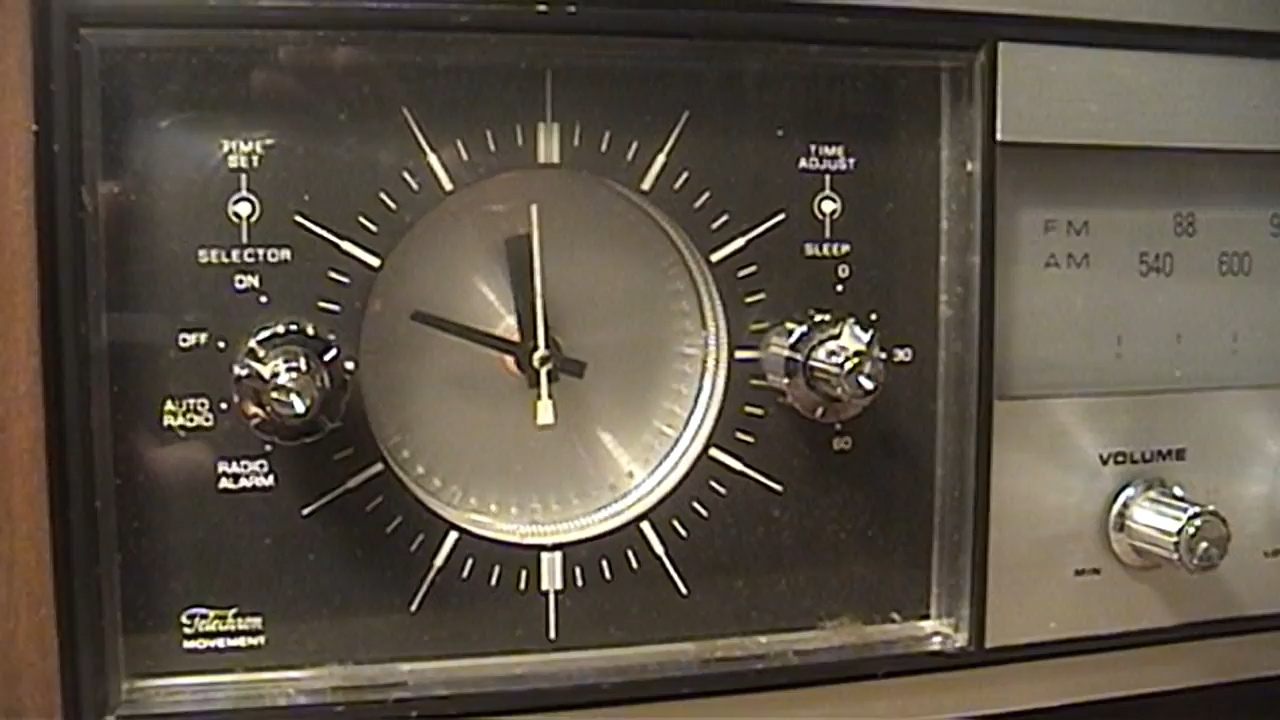 TIME
SET
SELECTOR
ON
OFF
AUTO
RADIO
RADIO
ALARM
Telechron
MOVEMENT
TIME
ADJUST
SLEEP
0
30
60
FM 88
AM 540 600
VOLUME
MIN